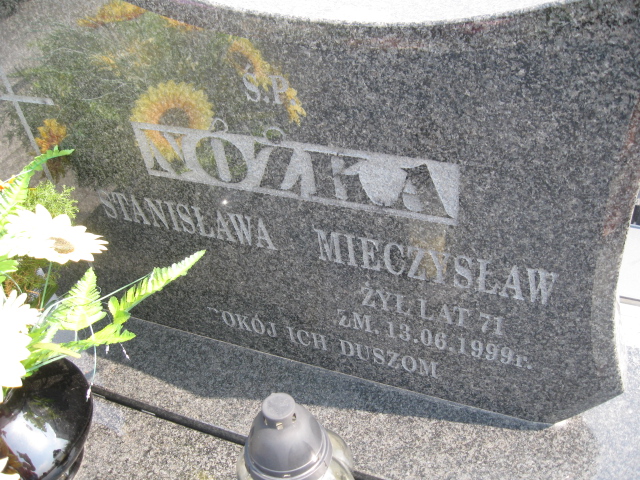 Ś.P.
NÓŻKA
STANISŁAWA MIECZYSŁAW
ŻYŁ LAT 71
ZM. 13.06.1999r.
POKÓJ ICH DUSZOM